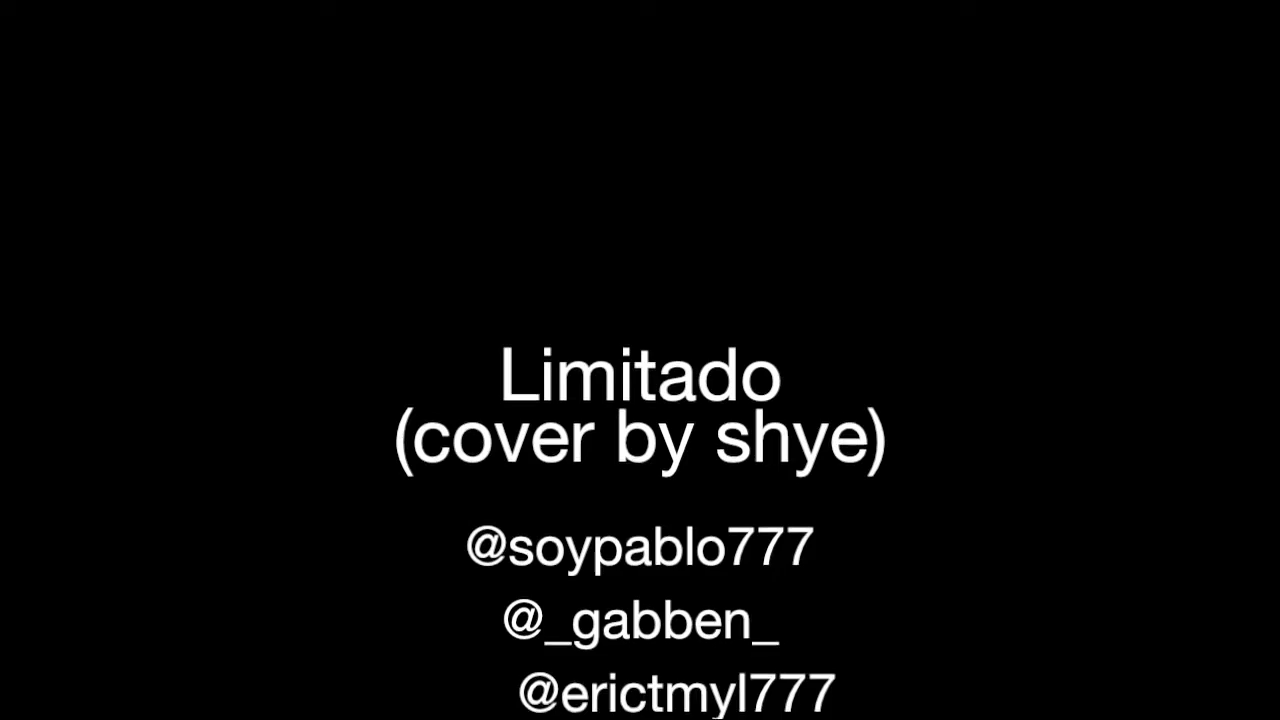 Limitado
(cover by shye)
@soypablo777
@_gabben_
@erictmyl777